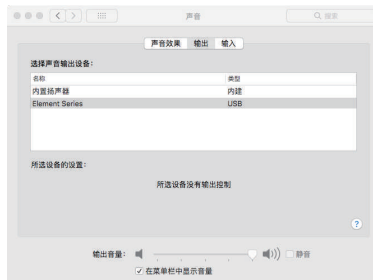 声音
搜索
声音效果 输出 输入
选择声音输出设备：
名称 类型
内置扬声器 内建
Element Series USB
所选设备的设置：
所选设备没有输出控制
?
输出音量： 静音
在菜单栏中显示音量